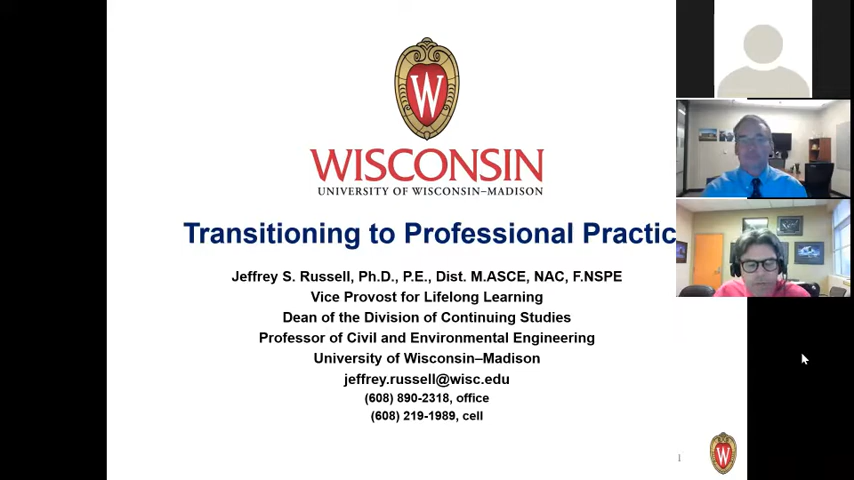 W
WISCONSIN
UNIVERSITY OF WISCONSIN–MADISON
Transitioning to Professional Practic
Jeffrey S. Russell, Ph.D., P.E., Dist. M.ASCE, NAC, F.NSPE
Vice Provost for Lifelong Learning
Dean of the Division of Continuing Studies
Professor of Civil and Environmental Engineering
University of Wisconsin–Madison
jeffrey.russell@wisc.edu
(608) 890-2318, office
(608) 219-1989, cell
1
W